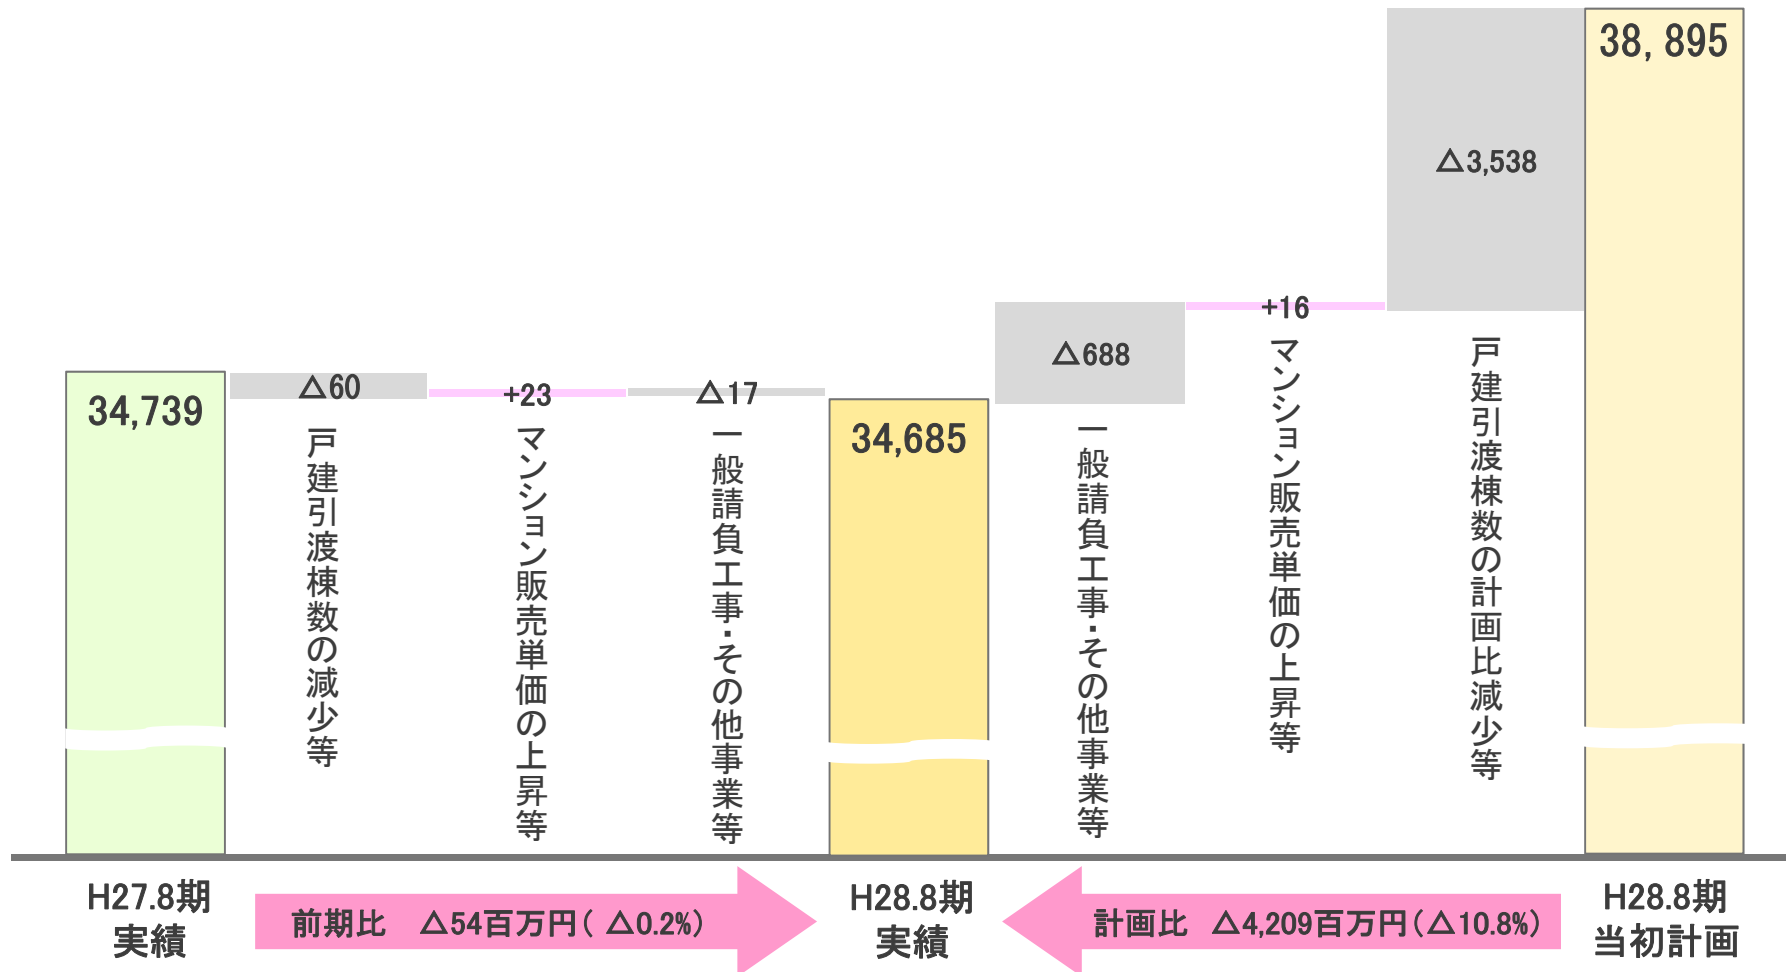 34,739
△60
戸建引渡棟数の減少等
+23
マンション販売単価の上昇等
△17
一般請負工事・その他事業等
34,685
△688
一般請負工事・その他事業等
+16
マンション販売単価の上昇等
△3,538
戸建引渡棟数の計画比減少等
38,895
H27.8期
実績
前期比 △54百万円( △0.2%)
H28.8期
実績
計画比 △4,209百万円(△10.8%)
H28.8期
当初計画